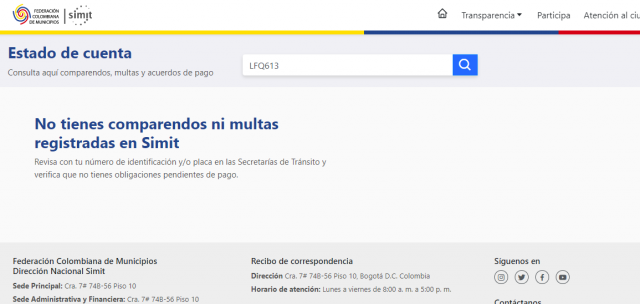 FEDERACIÓN
COLOMBIANA
DE MUNICIPIOS
simit
Transparencia
Participa
Atención al ciu
Estado de cuenta
Consulta aquí comparendos, multas y acuerdos de pago
LFQ613
No tienes comparendos ni multas
registradas en Simit
Revisa con tu número de identificación y/o placa en las Secretarías de Tránsito y
verifica que no tienes obligaciones pendientes de pago.
Federación Colombiana de Municipios
Dirección Nacional Simit
Sede Principal: Cra. 7# 74B-56 Piso 10
Sede Administrativa y Financiera: Cra. 7# 74B-56 Piso 10
Recibo de correspondencia
Dirección Cra. 7# 74B-56 Piso 10, Bogotá D.C. Colombia
Horario de atención: Lunes a viernes de 8:00 a. m. a 5:00 p. m.
Síguenos en
Contáctanos